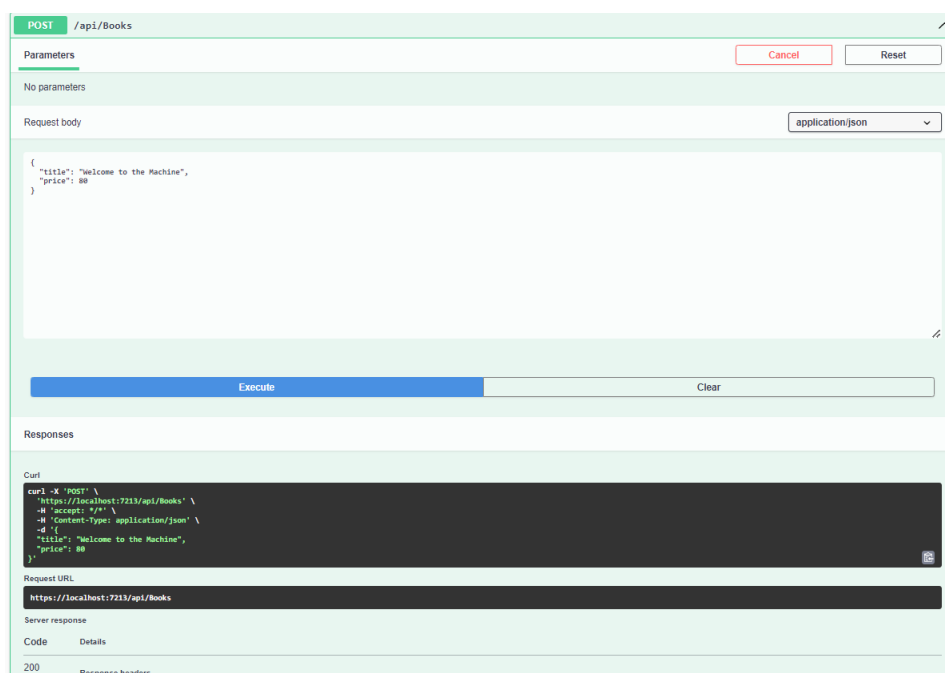 POST /api/Books
Parameters
Cancel
Reset
No parameters
Request body
application/json
{
  "title": "Welcome to the Machine",
  "price": 80
}
Execute
Clear
Responses
Curl
curl -X 'POST' \
  'https://localhost:7213/api/Books' \
  -H 'accept: */*' \
  -H 'Content-Type: application/json' \
  -d '{
  "title": "Welcome to the Machine",
  "price": 80
}'
Request URL
https://localhost:7213/api/Books
Server response
Code Details
200
Response headers